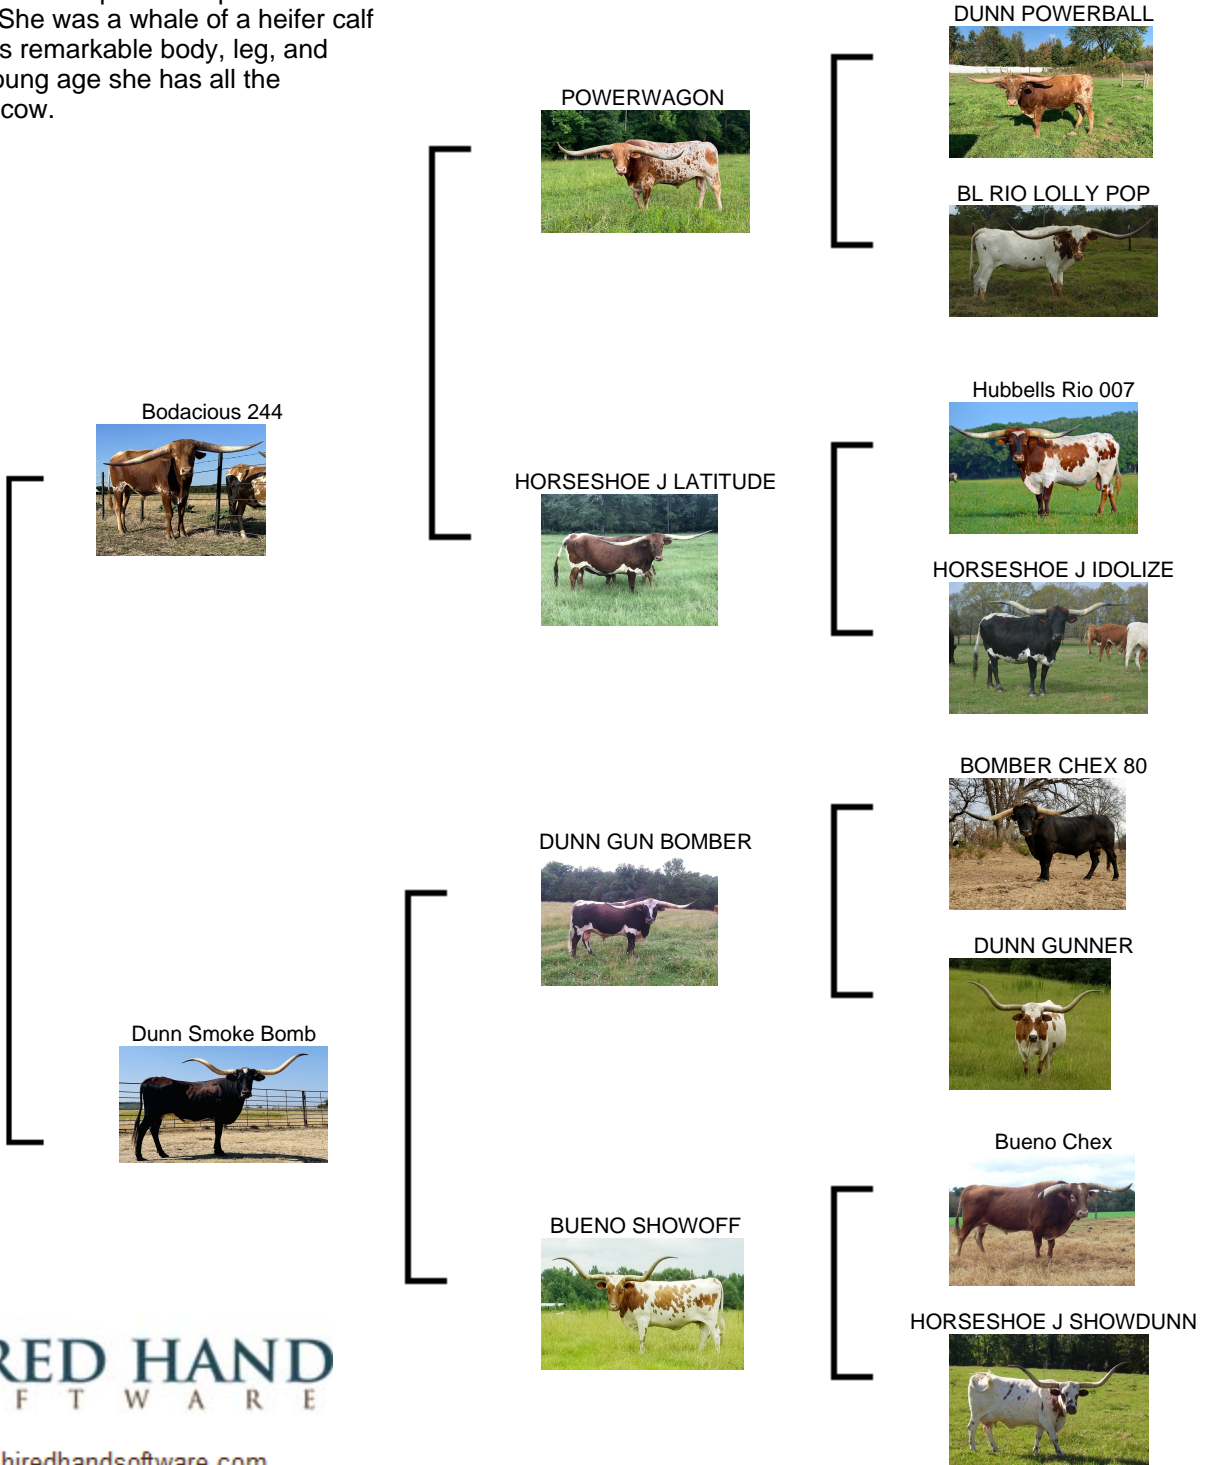 She was a whale of a heifer calf
remarkable body, leg, and
age she has all the
cow.
DUNN POWERBALL
POWERWAGON
BL RIO LOLLY POP
Hubbells Rio 007
Bodacious 244
HORSESHOE J LATITUDE
HORSESHOE J IDOLIZE
BOMBER CHEX 80
DUNN GUN BOMBER
DUNN GUNNER
Dunn Smoke Bomb
Bueno Chex
BUENO SHOWOFF
HORSESHOE J SHOWDUNN
RED HAND
F T W A R E
hiredhandsoftware.com